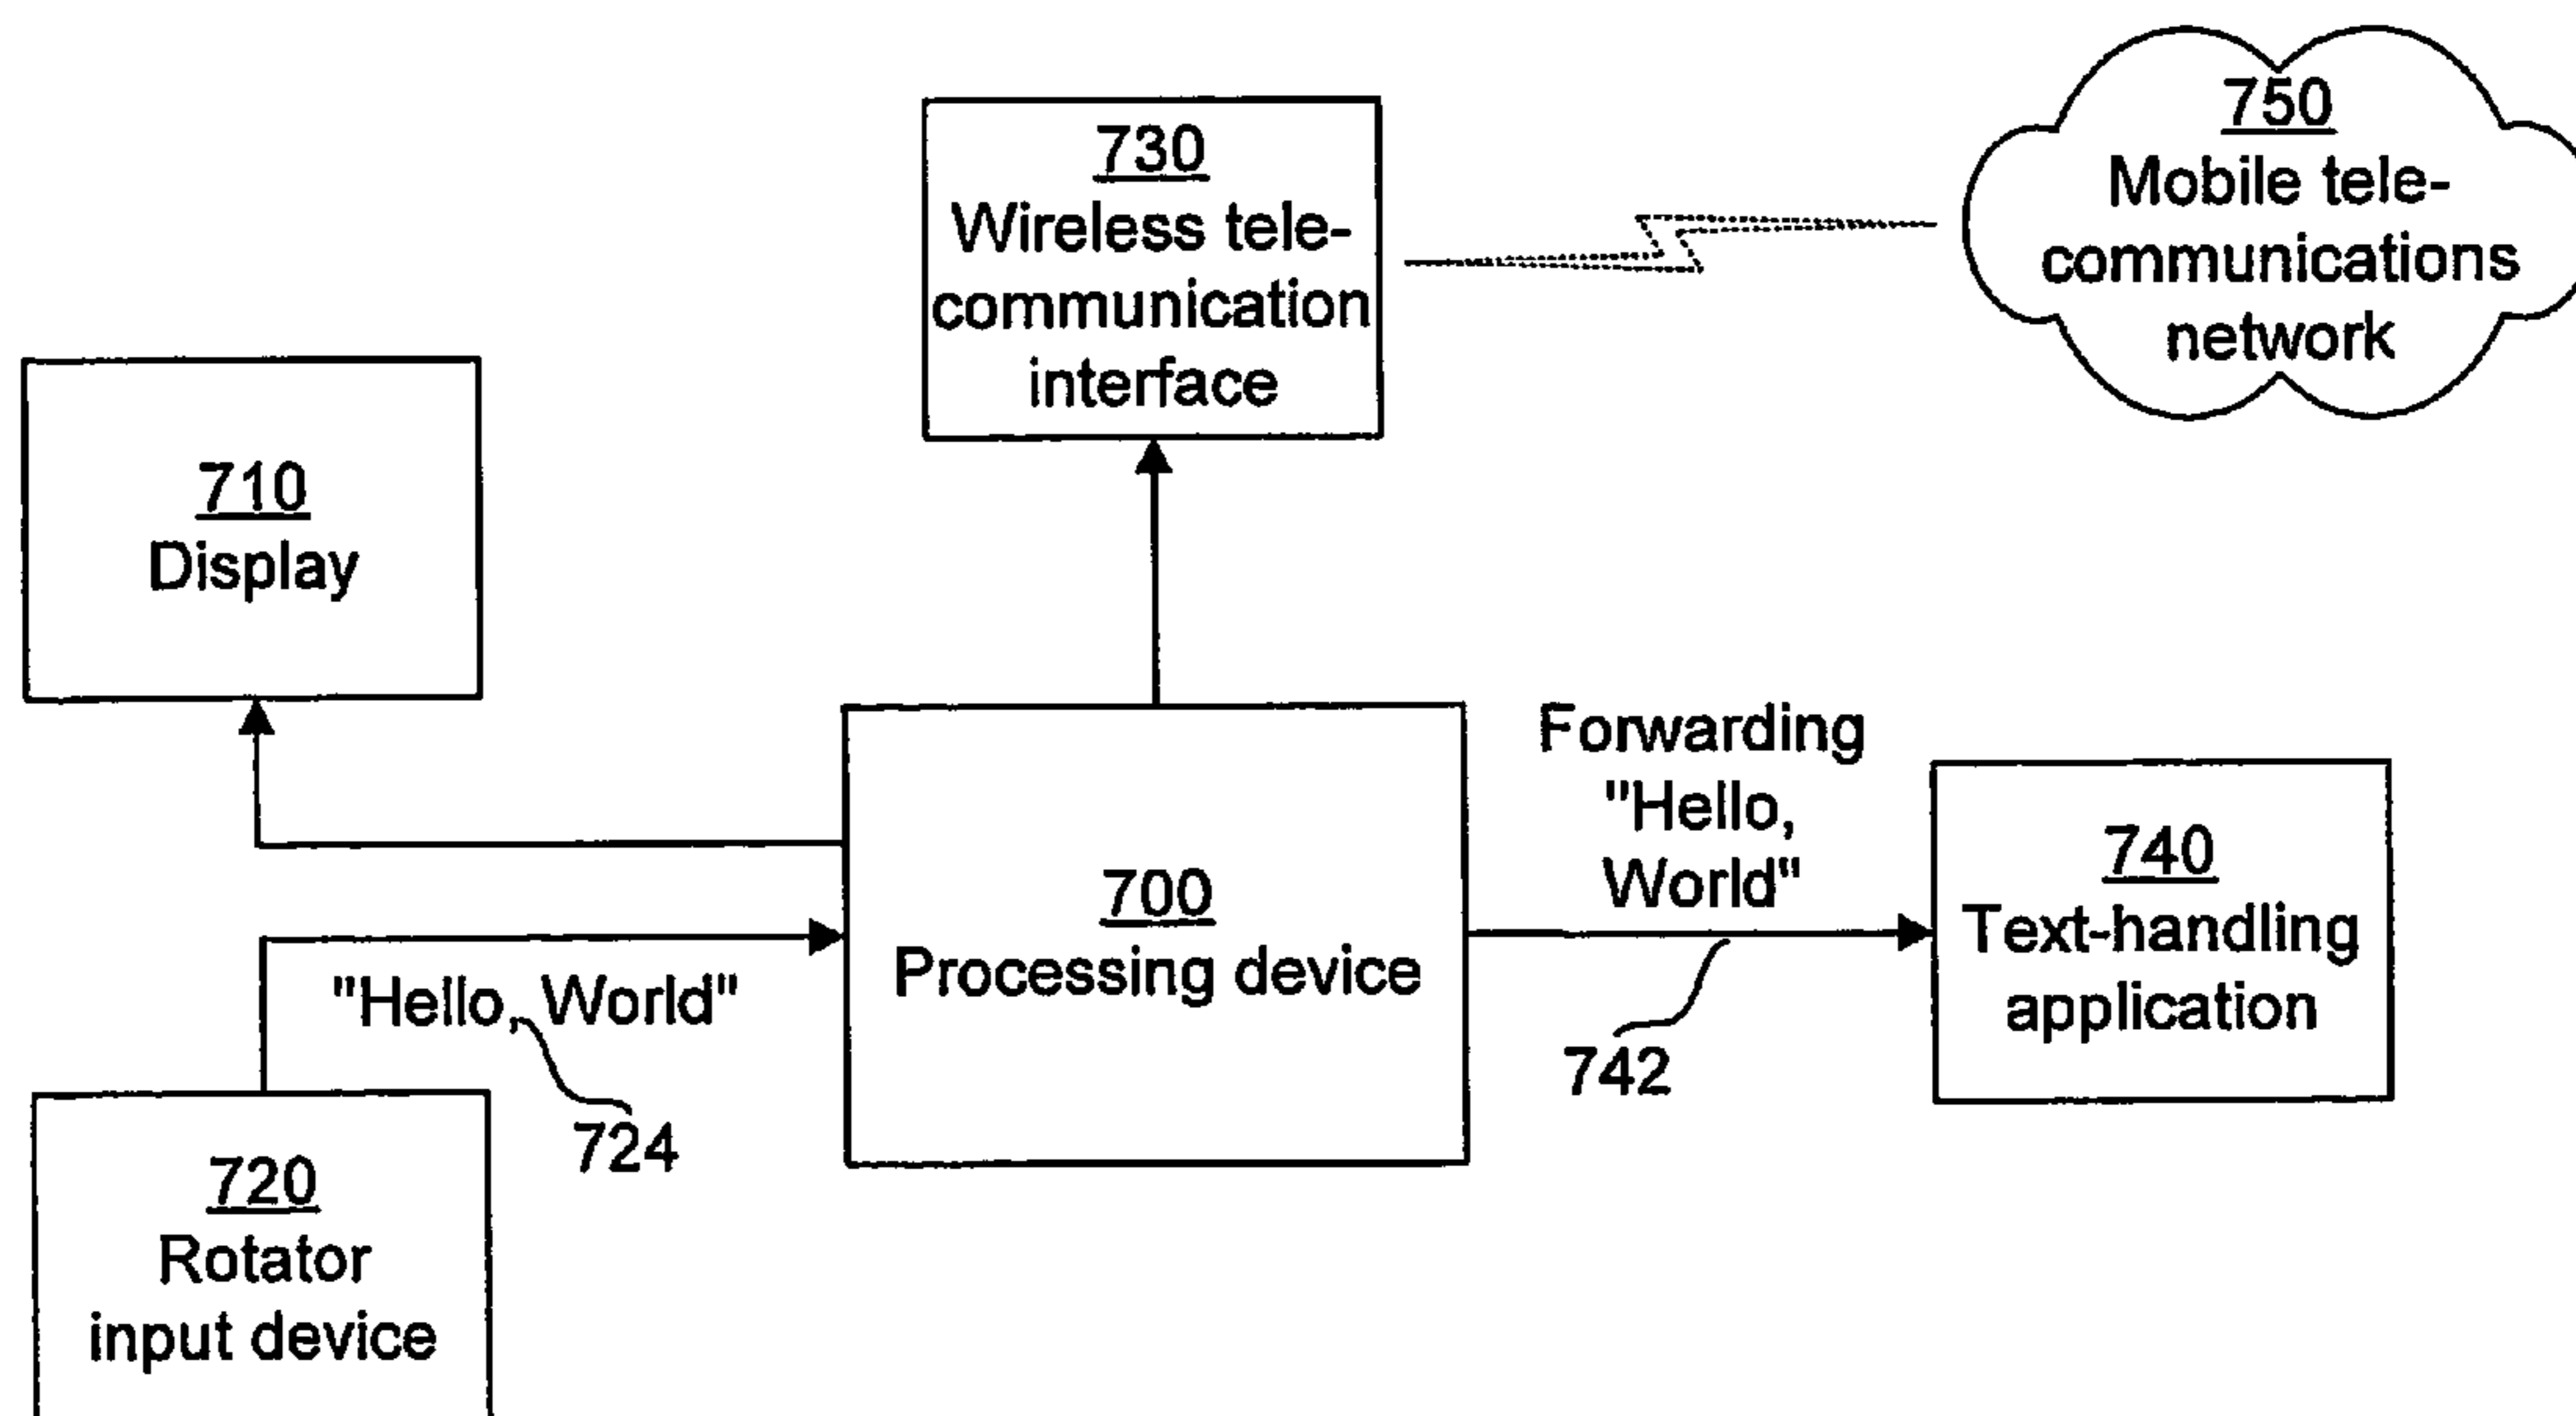 750
Mobile tele-
communications
network
730
Wireless tele-
communication
interface
710
Display
Forwarding
"Hello,
World"
740
Text-handling
application
700
Processing device
"Hello, World"
742
724
720
Rotator
input device